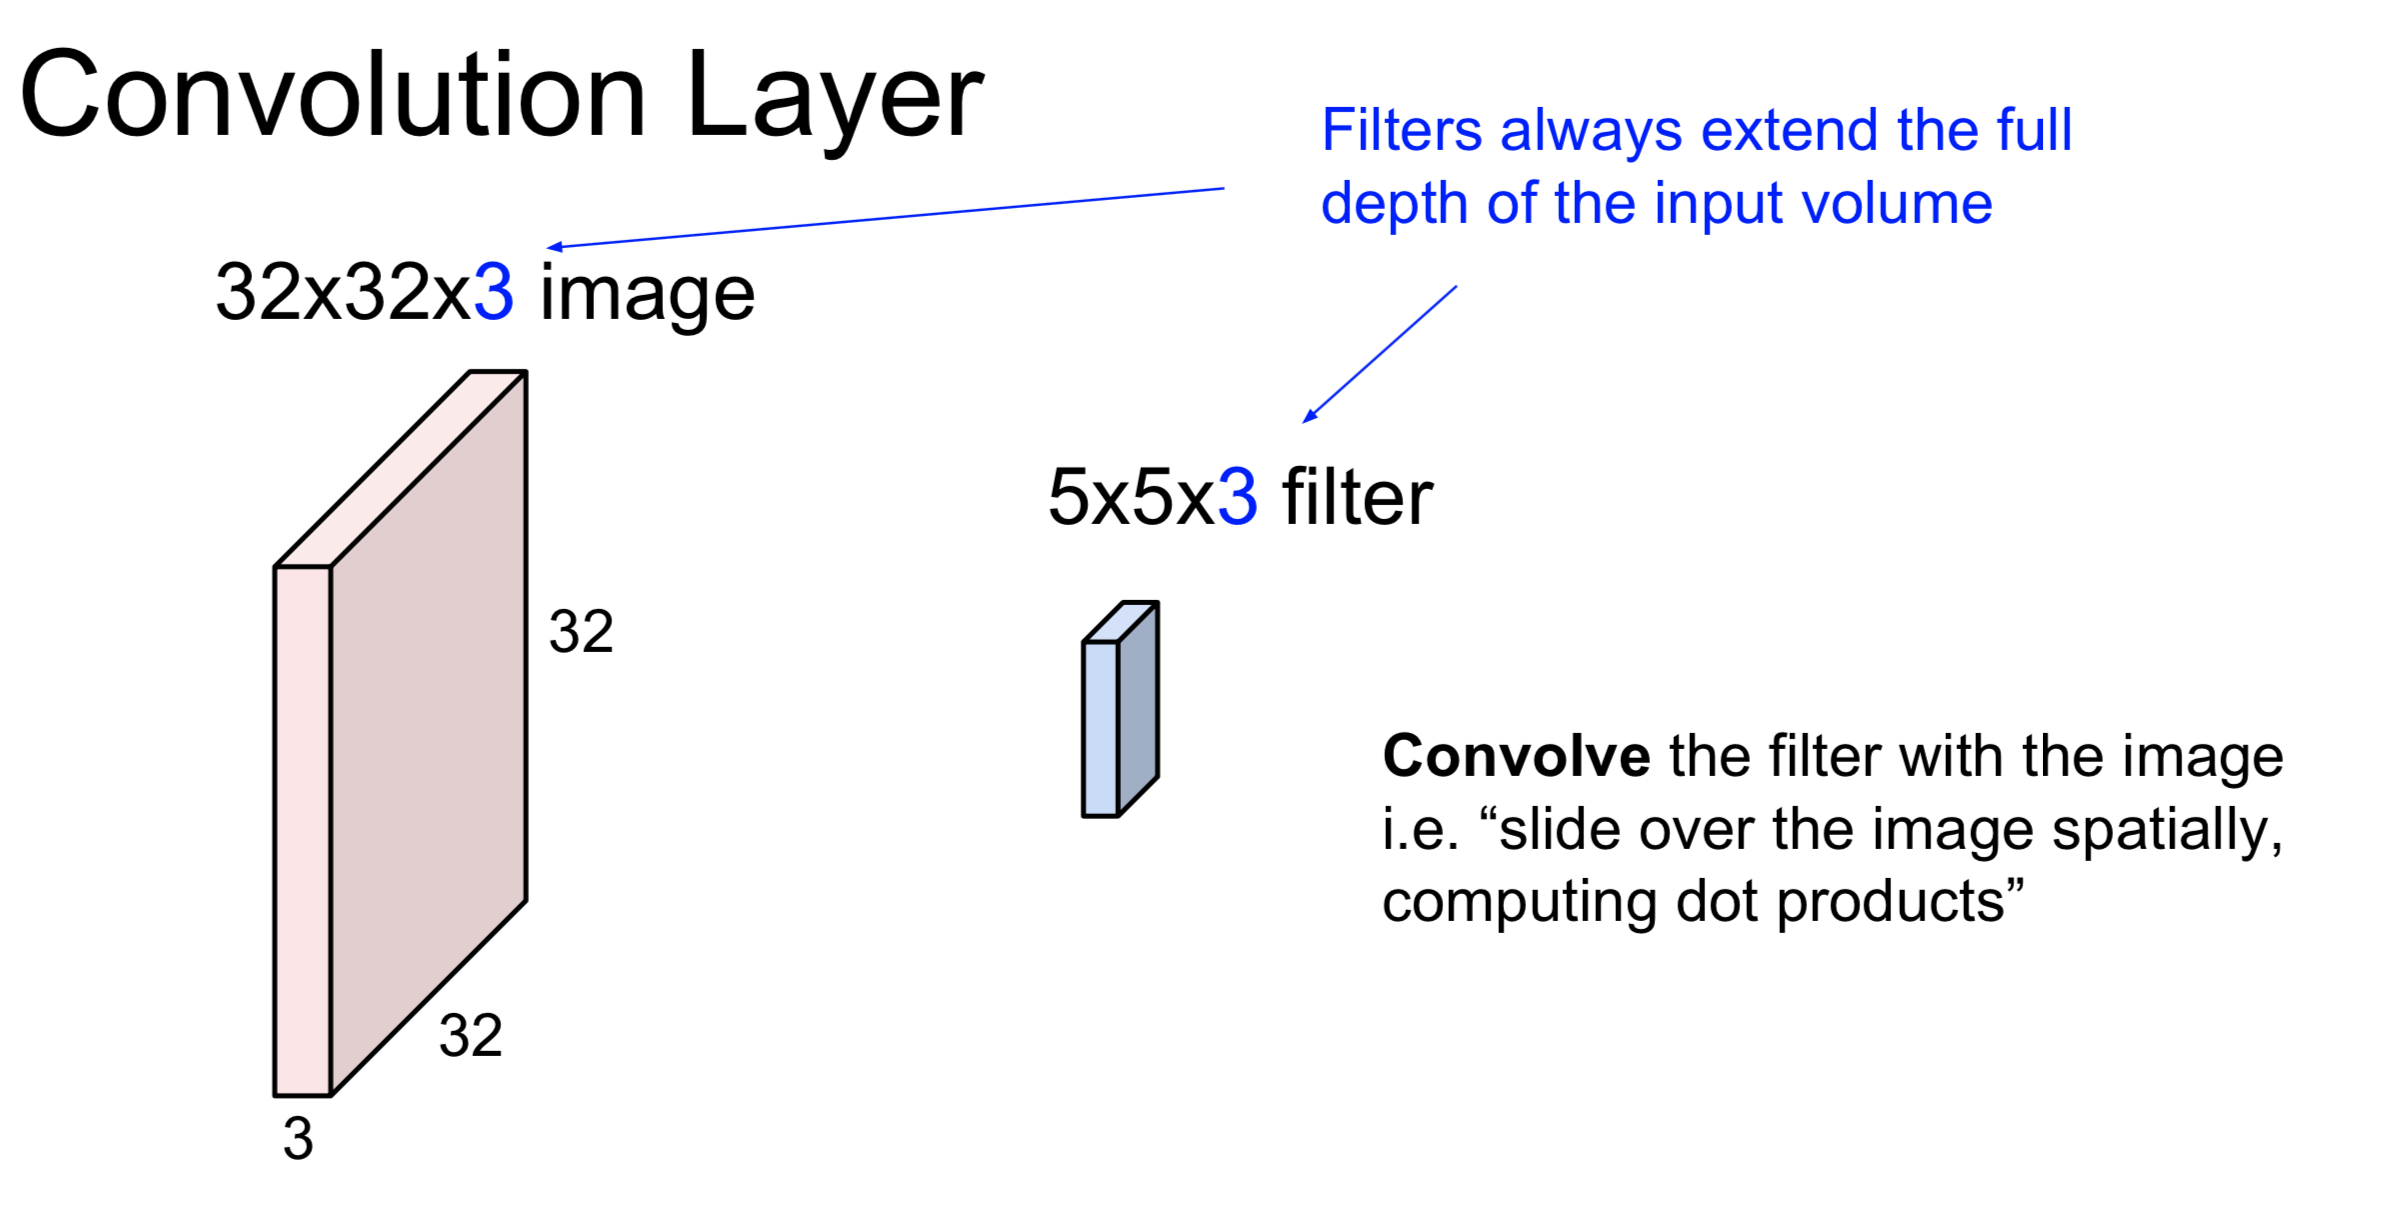 Convolution Layer
Filters always extend the full
depth of the input volume
32x32x3 image
5x5x3 filter
32
32
3
Convolve the filter with the image
i.e. “slide over the image spatially,
computing dot products”